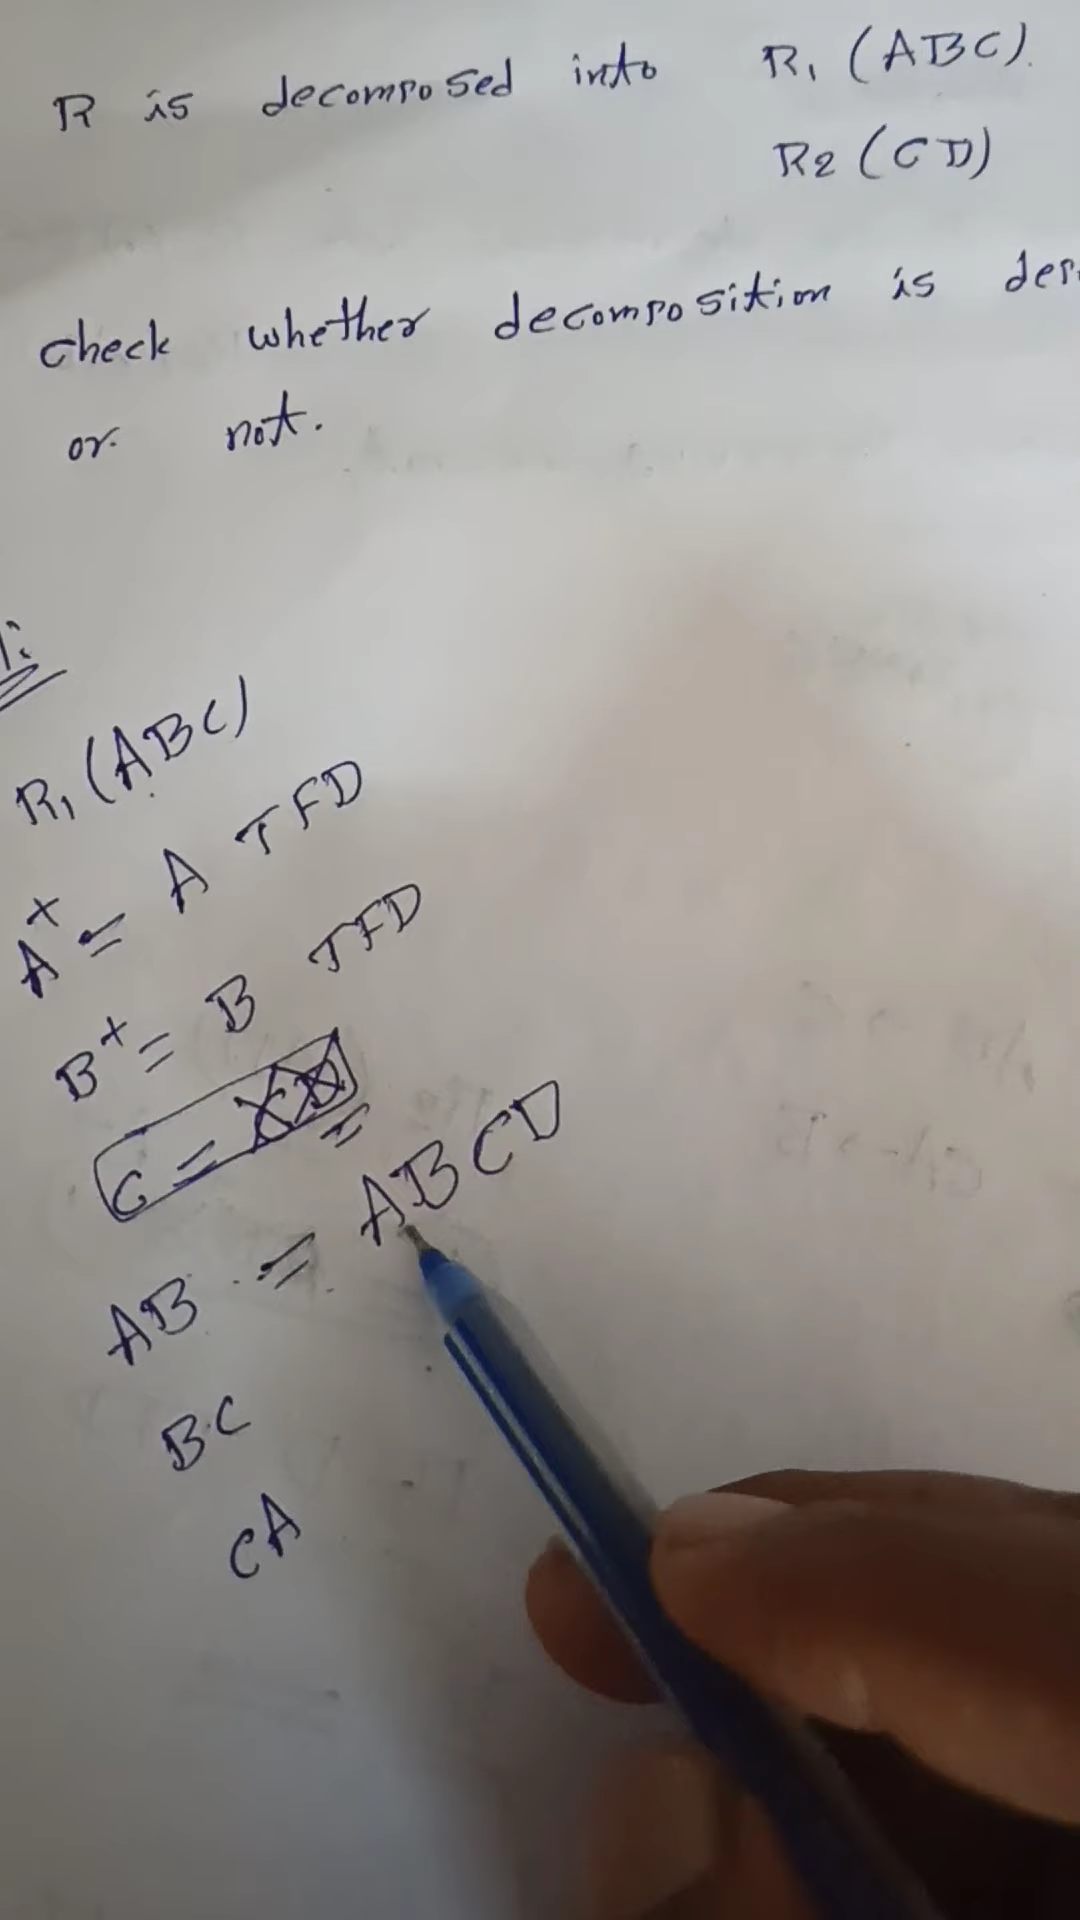 R is decomposed into R1 (ABC).
R2 (CD)
check whether decomposition is
or not.
R1 (ABC)
A+ = A TFD
B+ = B TFD
C =
AB = ABCD
BC
CA